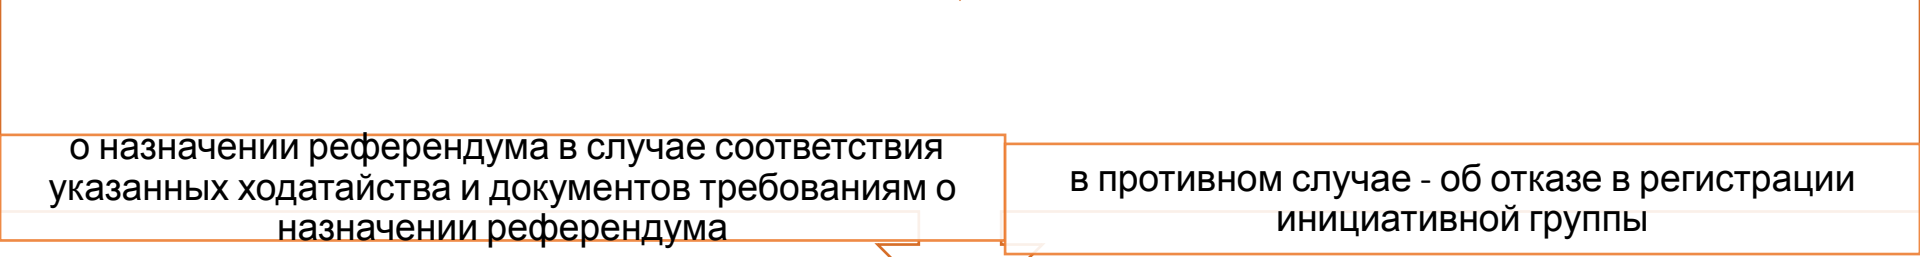 о назначении референдума в случае соответствия
указанных ходатайства и документов требованиям о
назначении референдума
в противном случае - об отказе в регистрации
инициативной группы